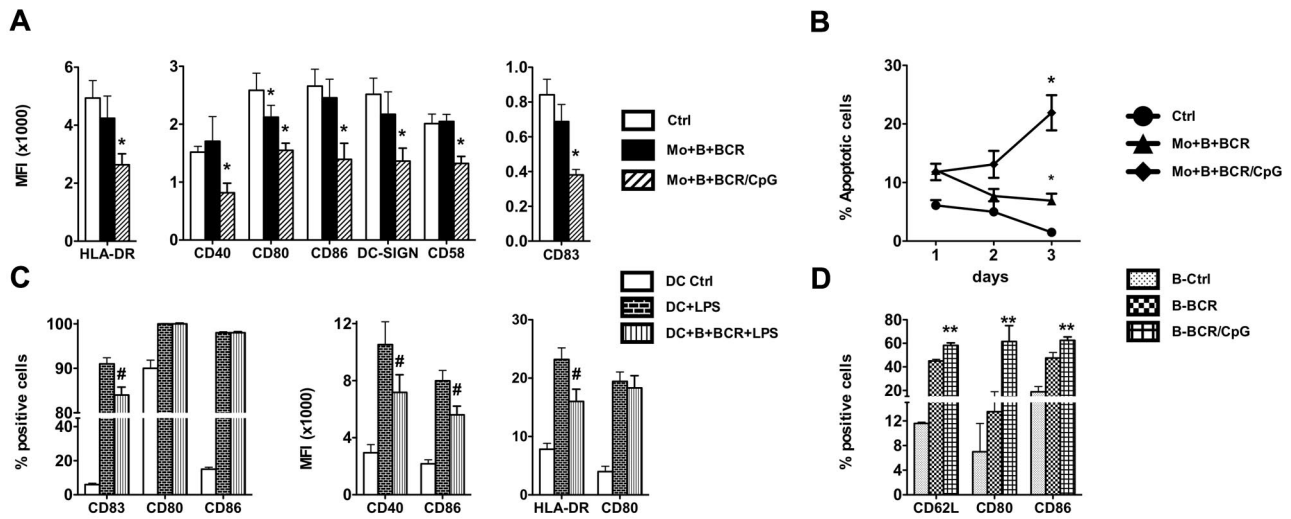 A
MFI (x1000)
6
4
2
0
HLA-DR
3
2
1
0
CD40 CD80 CD86 DC-SIGN CD58
* * * * * *
*
1.0
0.8
0.6
0.4
0.2
0.0
CD83
*
Ctrl
Mo+B+BCR
Mo+B+BCR/CpG
B
% Apoptotic cells
30
20
10
0
1 2 3
days
*
*
Ctrl
Mo+B+BCR
Mo+B+BCR/CpG
C
% positive cells
100
90
80
60
40
20
0
CD83 CD80 CD86
#
MFI (x1000)
12
9
6
3
0
CD40 CD86
# #
30
20
10
0
HLA-DR CD80
#
DC Ctrl
DC+LPS
DC+B+BCR+LPS
D
% positive cells
80
60
40
20
12
8
4
0
CD62L CD80 CD86
** ** **
B-Ctrl
B-BCR
B-BCR/CpG